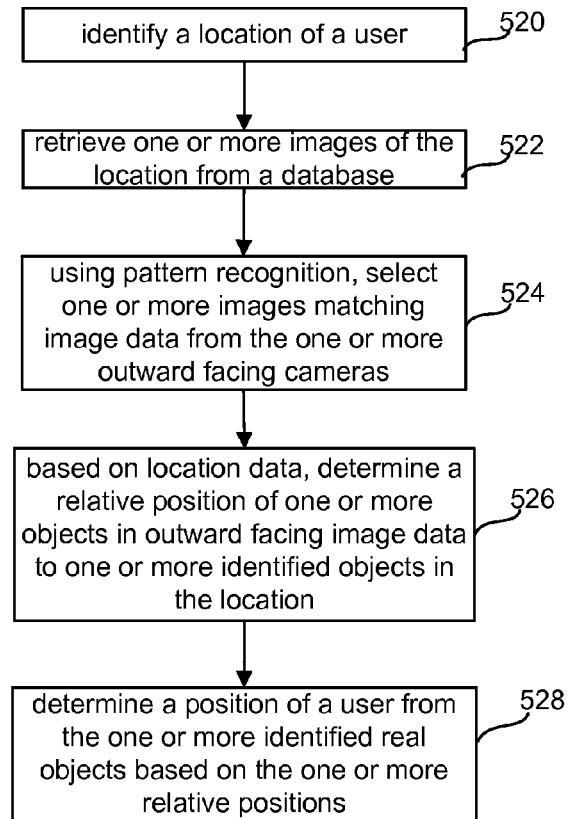 identify a location of a user
520
retrieve one or more images of the
location from a database
522
using pattern recognition, select
one or more images matching
image data from the one or more
outward facing cameras
524
based on location data, determine a
relative position of one or more
objects in outward facing image data
to one or more identified objects in
the location
526
determine a position of a user from
the one or more identified real
objects based on the one or more
relative positions
528